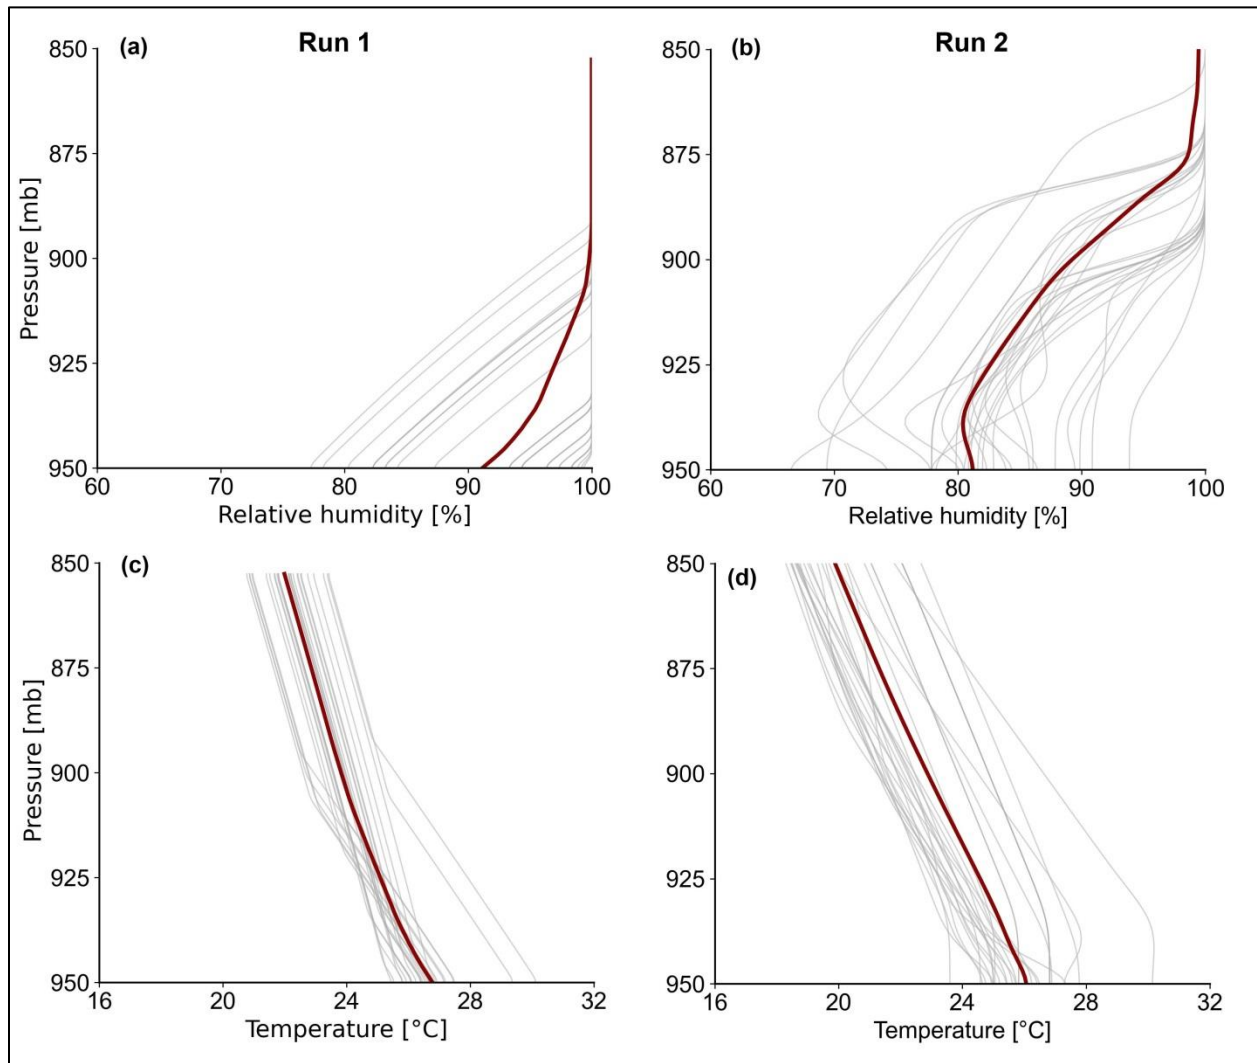 (a) Run 1
850
875
900
925
950
Pressure [mb]
60 70 80 90 100
Relative humidity [%]
(b) Run 2
850
875
900
925
950
60 70 80 90 100
Relative humidity [%]
(c)
850
875
900
925
950
Pressure [mb]
16 20 24 28 32
Temperature [°C]
(d)
850
875
900
925
950
16 20 24 28 32
Temperature [°C]